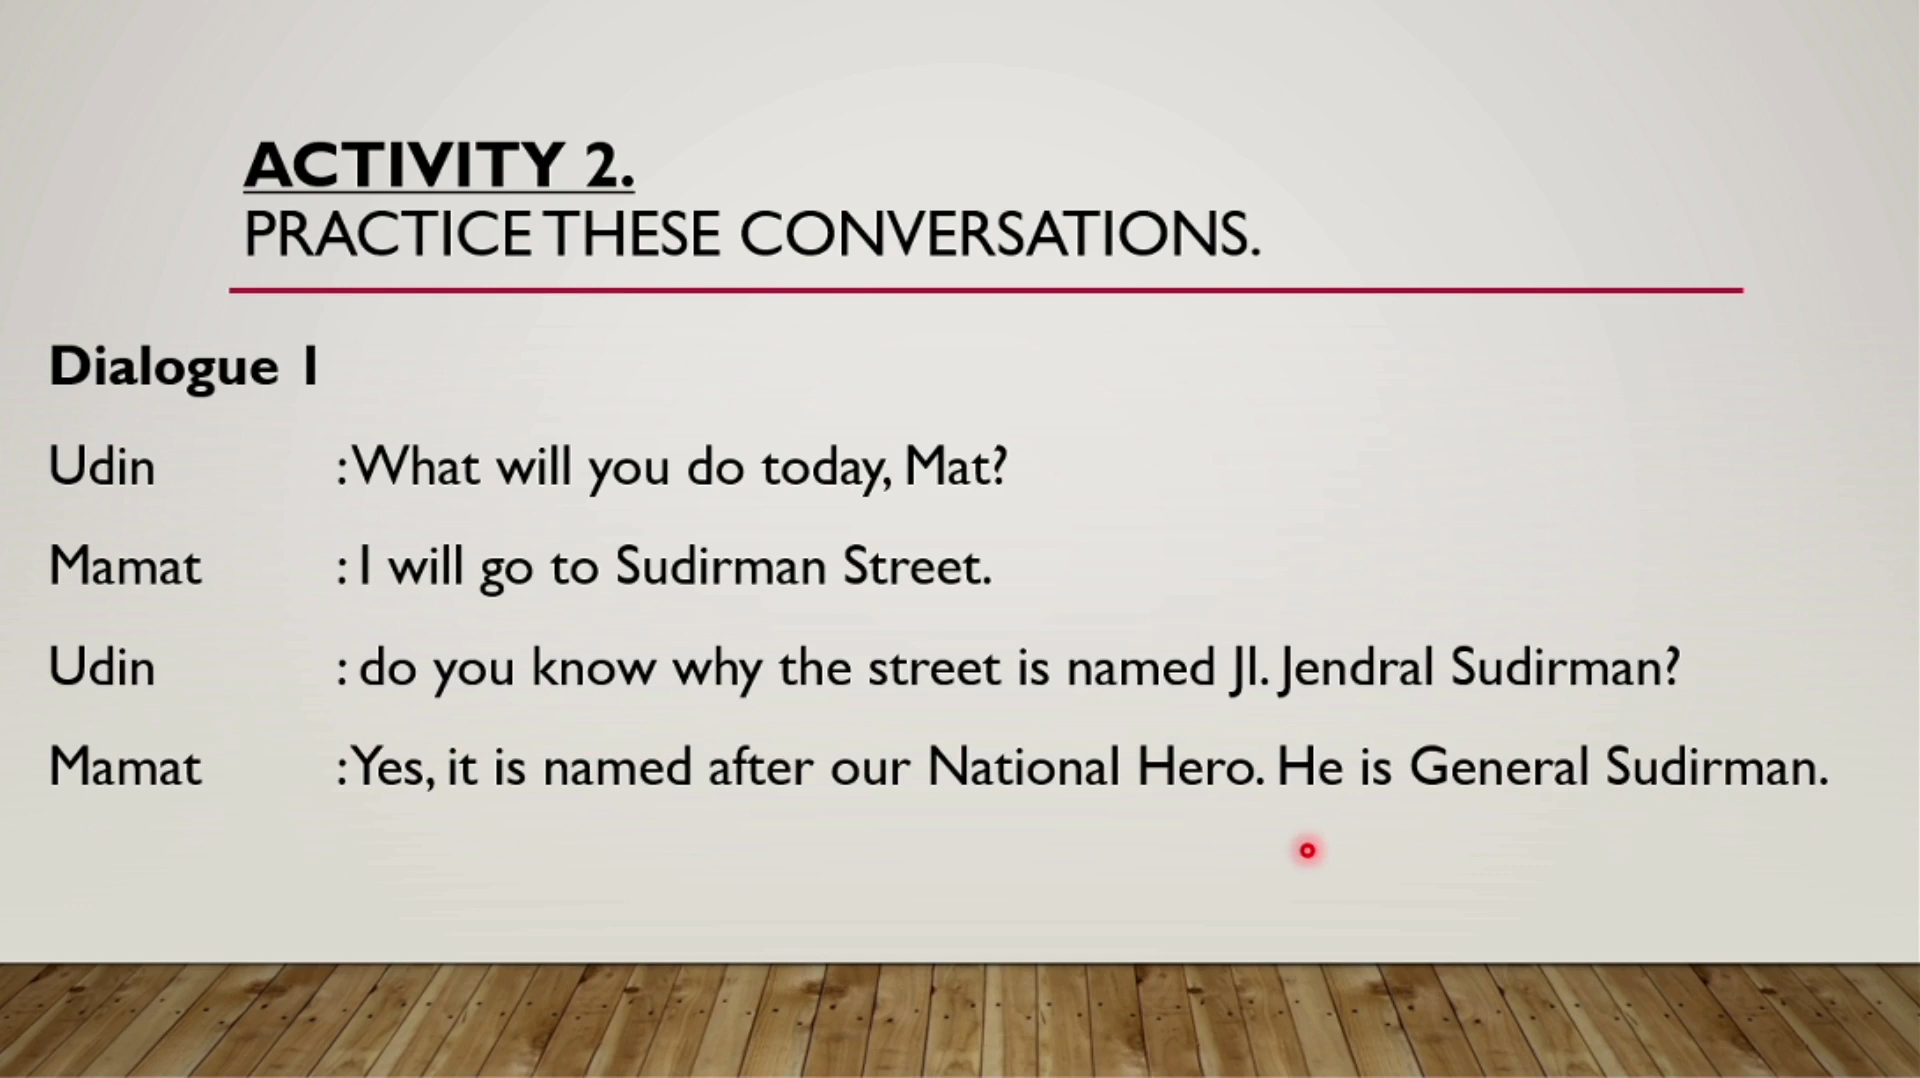 ACTIVITY 2.
PRACTICE THESE CONVERSATIONS.
Dialogue 1
Udin : What will you do today, Mat?
Mamat : I will go to Sudirman Street.
Udin : do you know why the street is named Jl. Jendral Sudirman?
Mamat : Yes, it is named after our National Hero. He is General Sudirman.